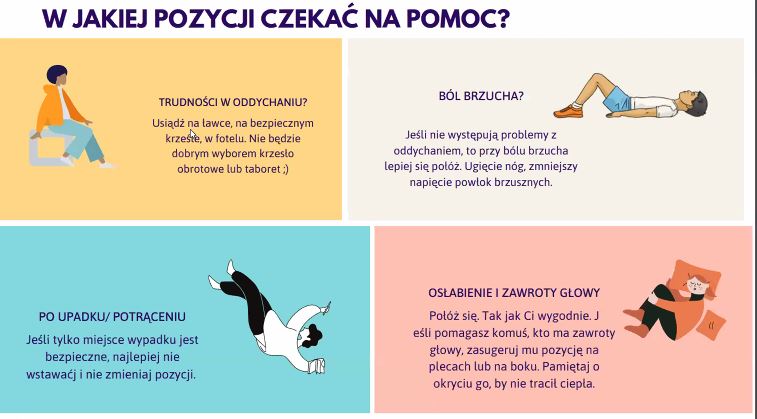 W JAKIEJ POZYCJI CZEKAĆ NA POMOC?
TRUDNOŚCI W ODDYCHANIU?
Usiądź na ławce, na bezpiecznym
krześle, w fotelu. Nie będzie
dobrym wyborem krzesło
obrotowe lub taboret ;)
BÓL BRZUCHA?
Jeśli nie występują problemy z
oddychaniem, to przy bólu brzucha
lepiej się połóż. Ugięcie nóg, zmniejszy
napięcie powłok brzusznych.
PO UPADKU/ POTRĄCENIU
Jeśli tylko miejsce wypadku jest
bezpieczne, najlepiej nie
wstawaćj i nie zmieniaj pozycji.
OSŁABIENIE I ZAWROTY GŁOWY
Połóż się. Tak jak Ci wygodnie. J
eśli pomagasz komuś, kto ma zawroty
głowy, zasugeruj mu pozycję na
plecach lub na boku. Pamiętaj o
okryciu go, by nie tracił ciepła.